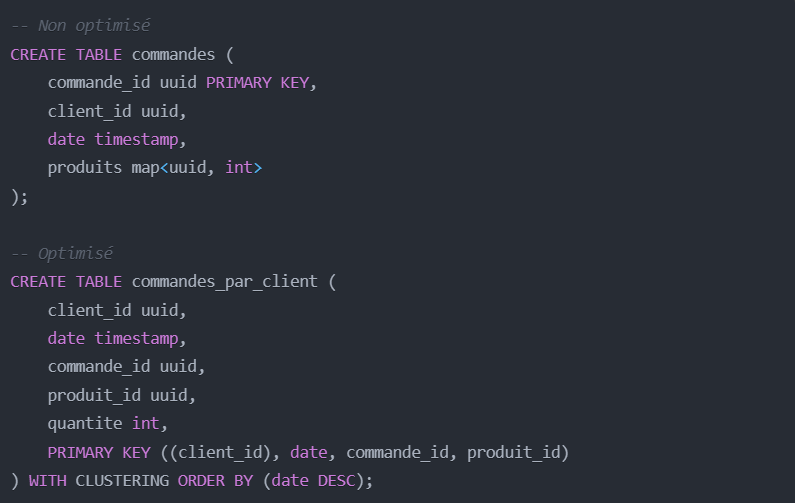 -- Non optimisé
CREATE TABLE commandes (
    commande_id uuid PRIMARY KEY,
    client_id uuid,
    date timestamp,
    produits map<uuid, int>
);

-- Optimisé
CREATE TABLE commandes_par_client (
    client_id uuid,
    date timestamp,
    commande_id uuid,
    produit_id uuid,
    quantite int,
    PRIMARY KEY ((client_id), date, commande_id, produit_id)
) WITH CLUSTERING ORDER BY (date DESC);